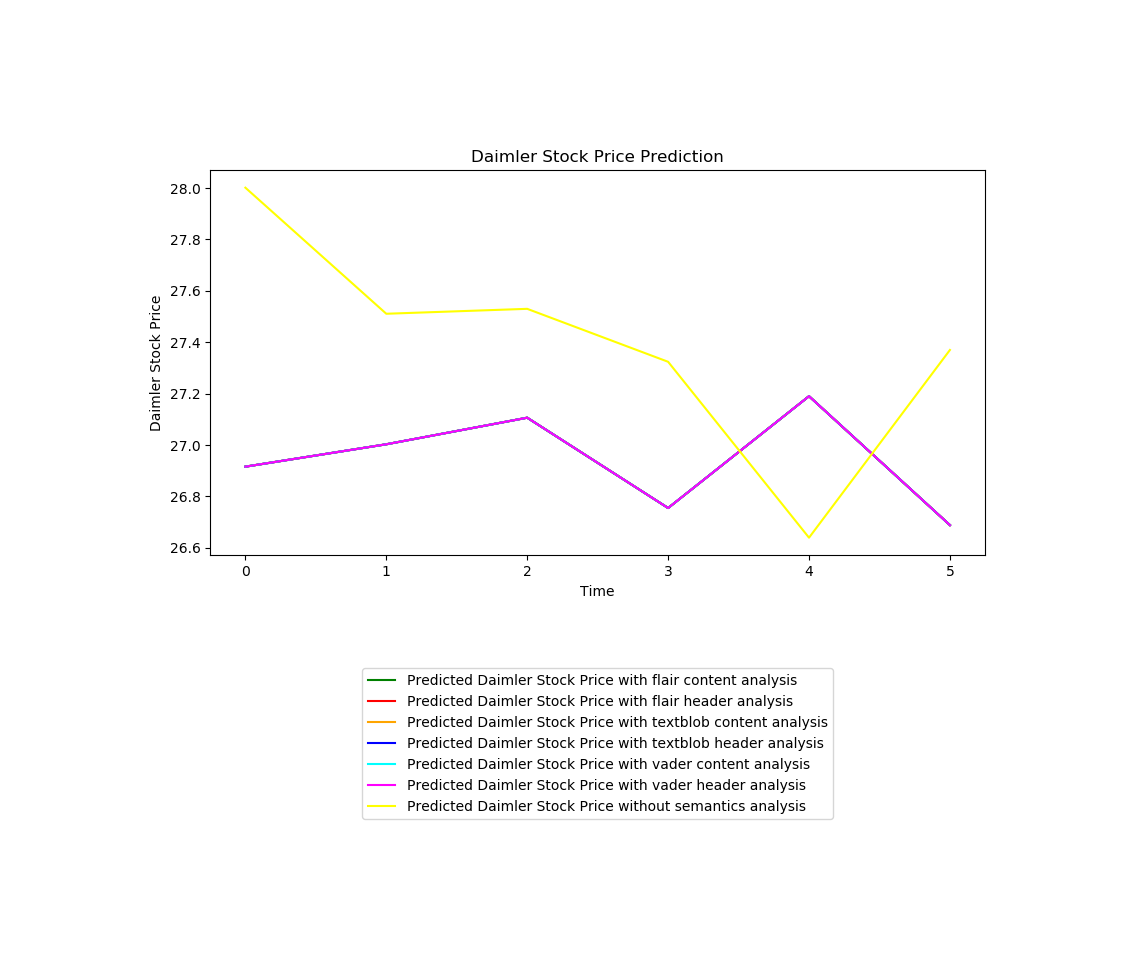 Daimler Stock Price Prediction
28.0
27.8
27.6
27.4
27.2
27.0
26.8
26.6
Daimler Stock Price
0 1 2 3 4 5
Time
Predicted Daimler Stock Price with flair content analysis
Predicted Daimler Stock Price with flair header analysis
Predicted Daimler Stock Price with textblob content analysis
Predicted Daimler Stock Price with textblob header analysis
Predicted Daimler Stock Price with vader content analysis
Predicted Daimler Stock Price with vader header analysis
Predicted Daimler Stock Price without semantics analysis